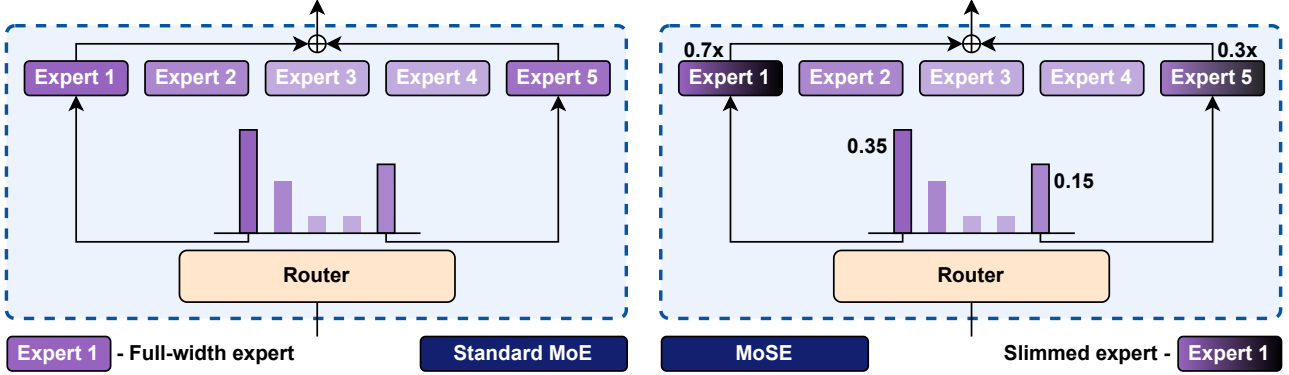 0.7x
0.3x
Expert 1 Expert 2 Expert 3 Expert 4 Expert 5
Expert 1 Expert 2 Expert 3 Expert 4 Expert 5
0.35
0.15
Router
Router
Expert 1 - Full-width expert
Standard MoE
MoSE
Slimmed expert - Expert 1